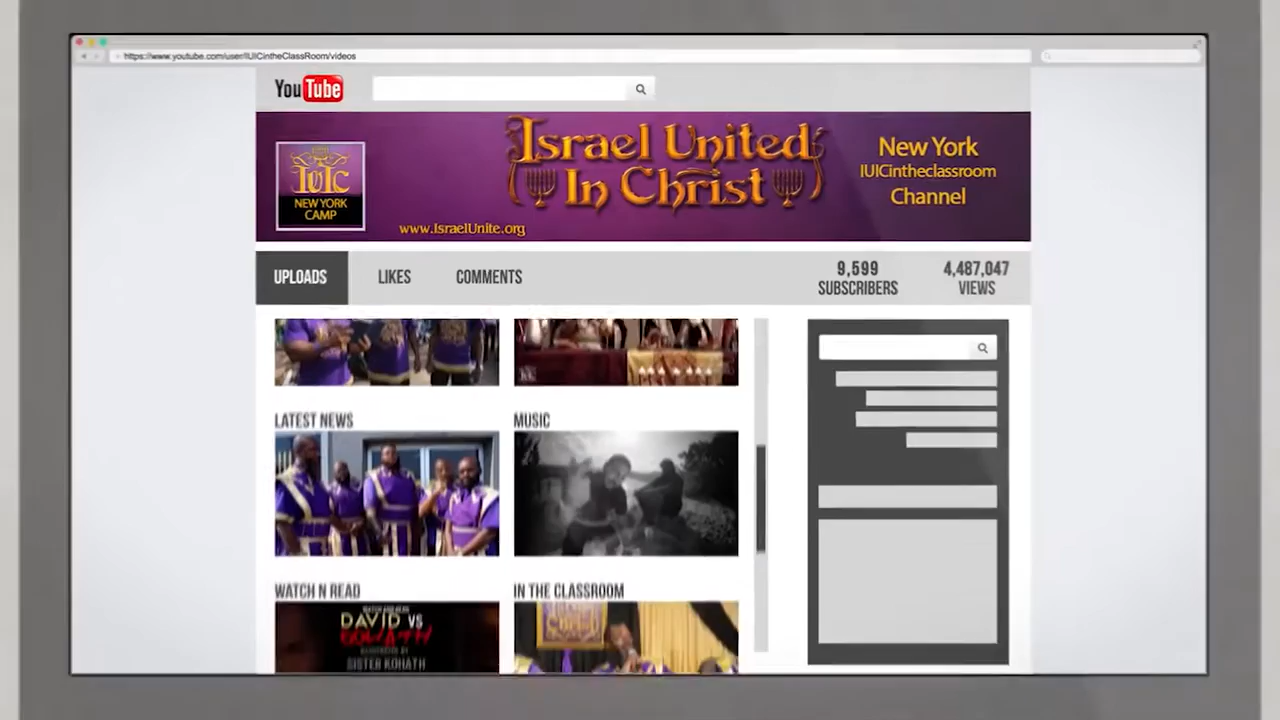 https://www.youtube.com/user/IUICintheClassRoom/videos
YouTube
Israel United
In Christ
New York
IUICintheclassroom
Channel
IUIC
NEW YORK
CAMP
www.IsraelUnite.org
UPLOADS
LIKES
COMMENTS
9,599
SUBSCRIBERS
4,487,047
VIEWS
LATEST NEWS
MUSIC
WATCH N READ
IN THE CLASSROOM
DAVID VS
GOLIATH
SISTER KOHATH